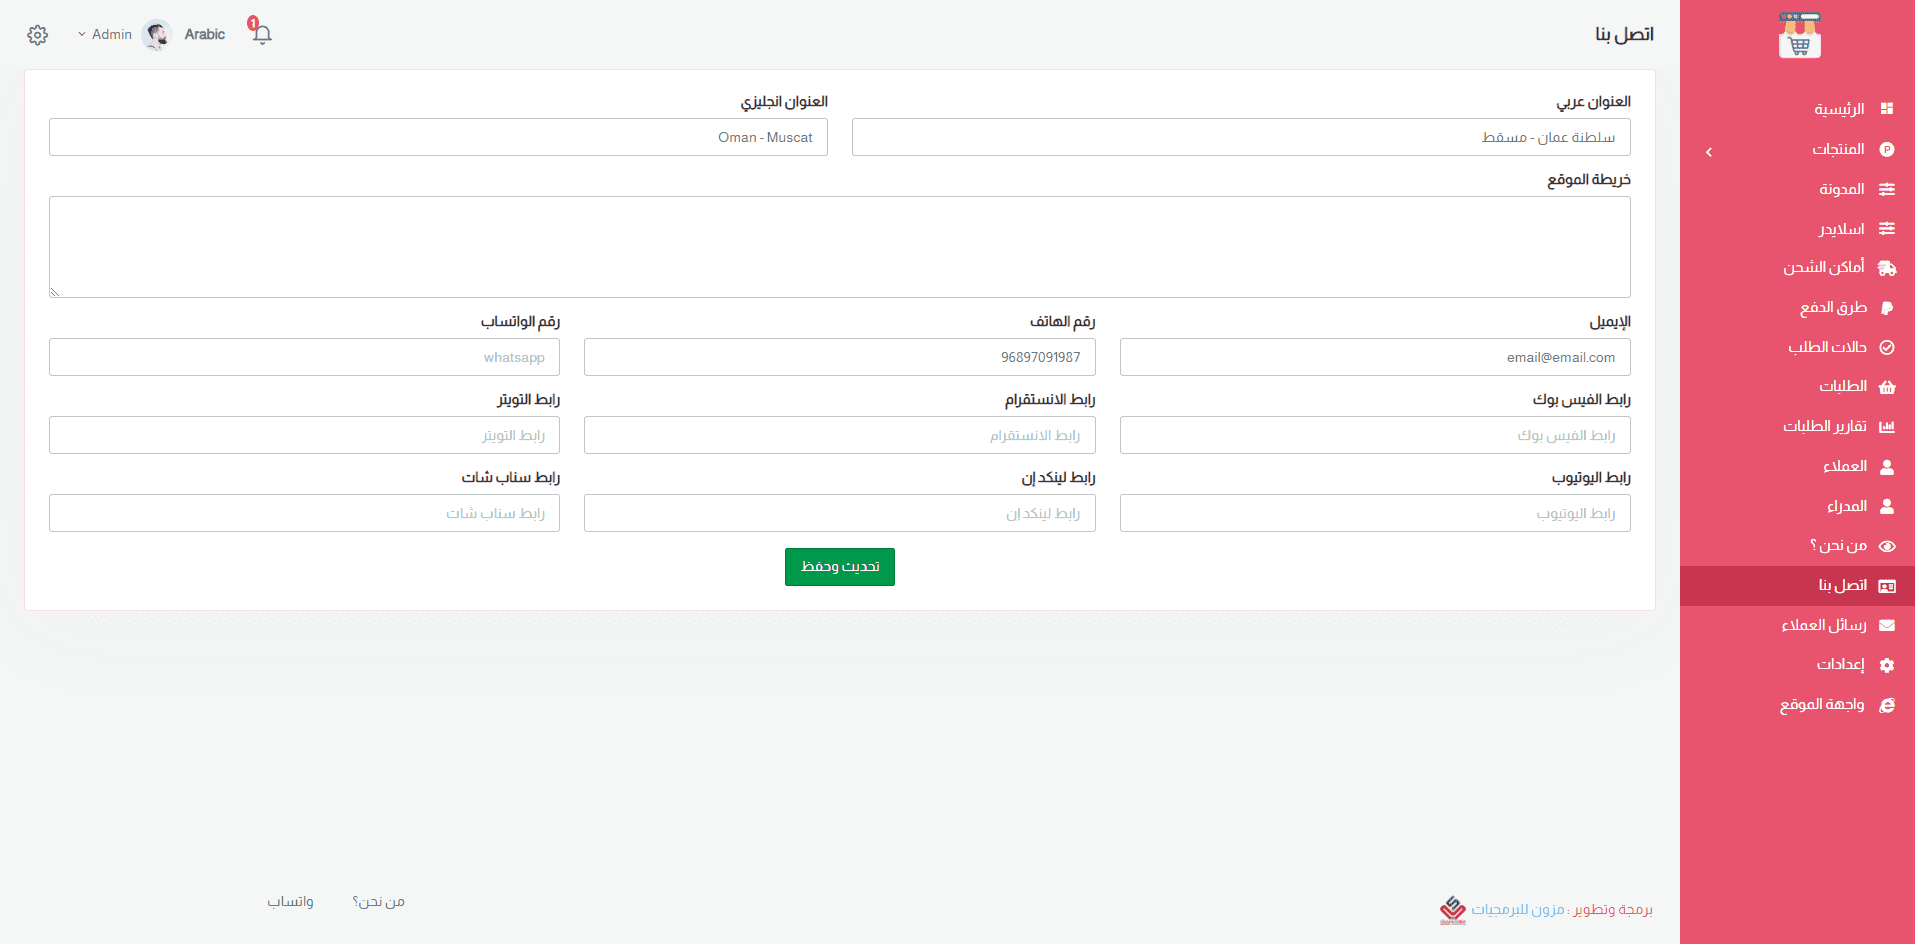 اتصل بنا
1
Arabic
Admin
الرئيسية
المنتجات
المدونة
اسلايدر
أماكن الشحن
طرق الدفع
حالات الطلب
الطلبات
تقارير الطلبات
العملاء
المدراء
من نحن ؟
اتصل بنا
رسائل العملاء
إعدادات
واجهة الموقع
العنوان عربي
سلطنة عمان - مسقط
العنوان انجليزي
Oman - Muscat
خريطة الموقع
الإيميل
email@email.com
رقم الهاتف
96897091987
رقم الواتساب
whatsapp
رابط الفيس بوك
رابط الفيس بوك
رابط الانستقرام
رابط الانستقرام
رابط التويتر
رابط التويتر
رابط اليوتيوب
رابط اليوتيوب
رابط لينكد إن
رابط لينكد إن
رابط سناب شات
رابط سناب شات
تحديث وحفظ
برمجة وتطوير : مزون للبرمجيات
من نحن؟
واتساب